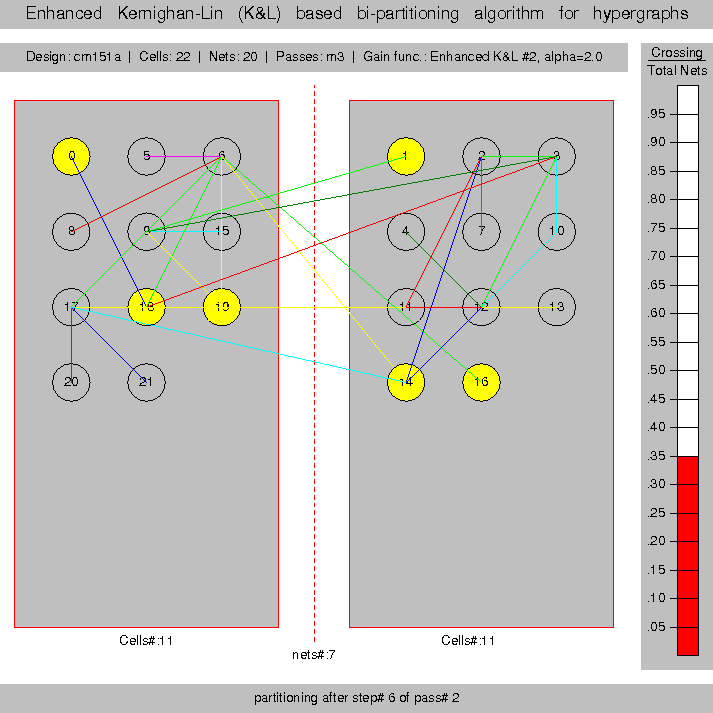 Enhanced Kernighan-Lin (K&L) based bi-partitioning algorithm for hypergraphs
Design: cm151a | Cells: 22 | Nets: 20 | Passes: m3 | Gain func.: Enhanced K&L #2, alpha=2.0
Crossing
Total Nets
.95
.90
.85
.80
.75
.70
.65
.60
.55
.50
.45
.40
.35
.30
.25
.20
.15
.10
.05
0 5 6 1 2 3
8 9 15 4 7 10
17 18 19 11 12 13
20 21 14 16
Cells#:11 Cells#:11
nets#:7
partitioning after step# 6 of pass# 2